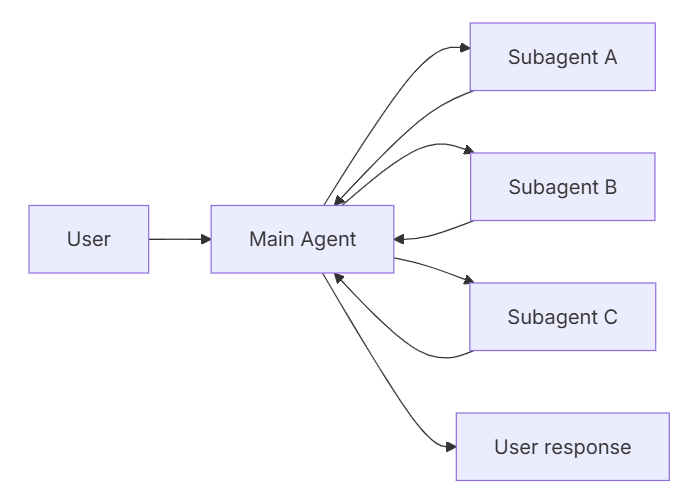 Subagent A
Subagent B
User
Main Agent
Subagent C
User response